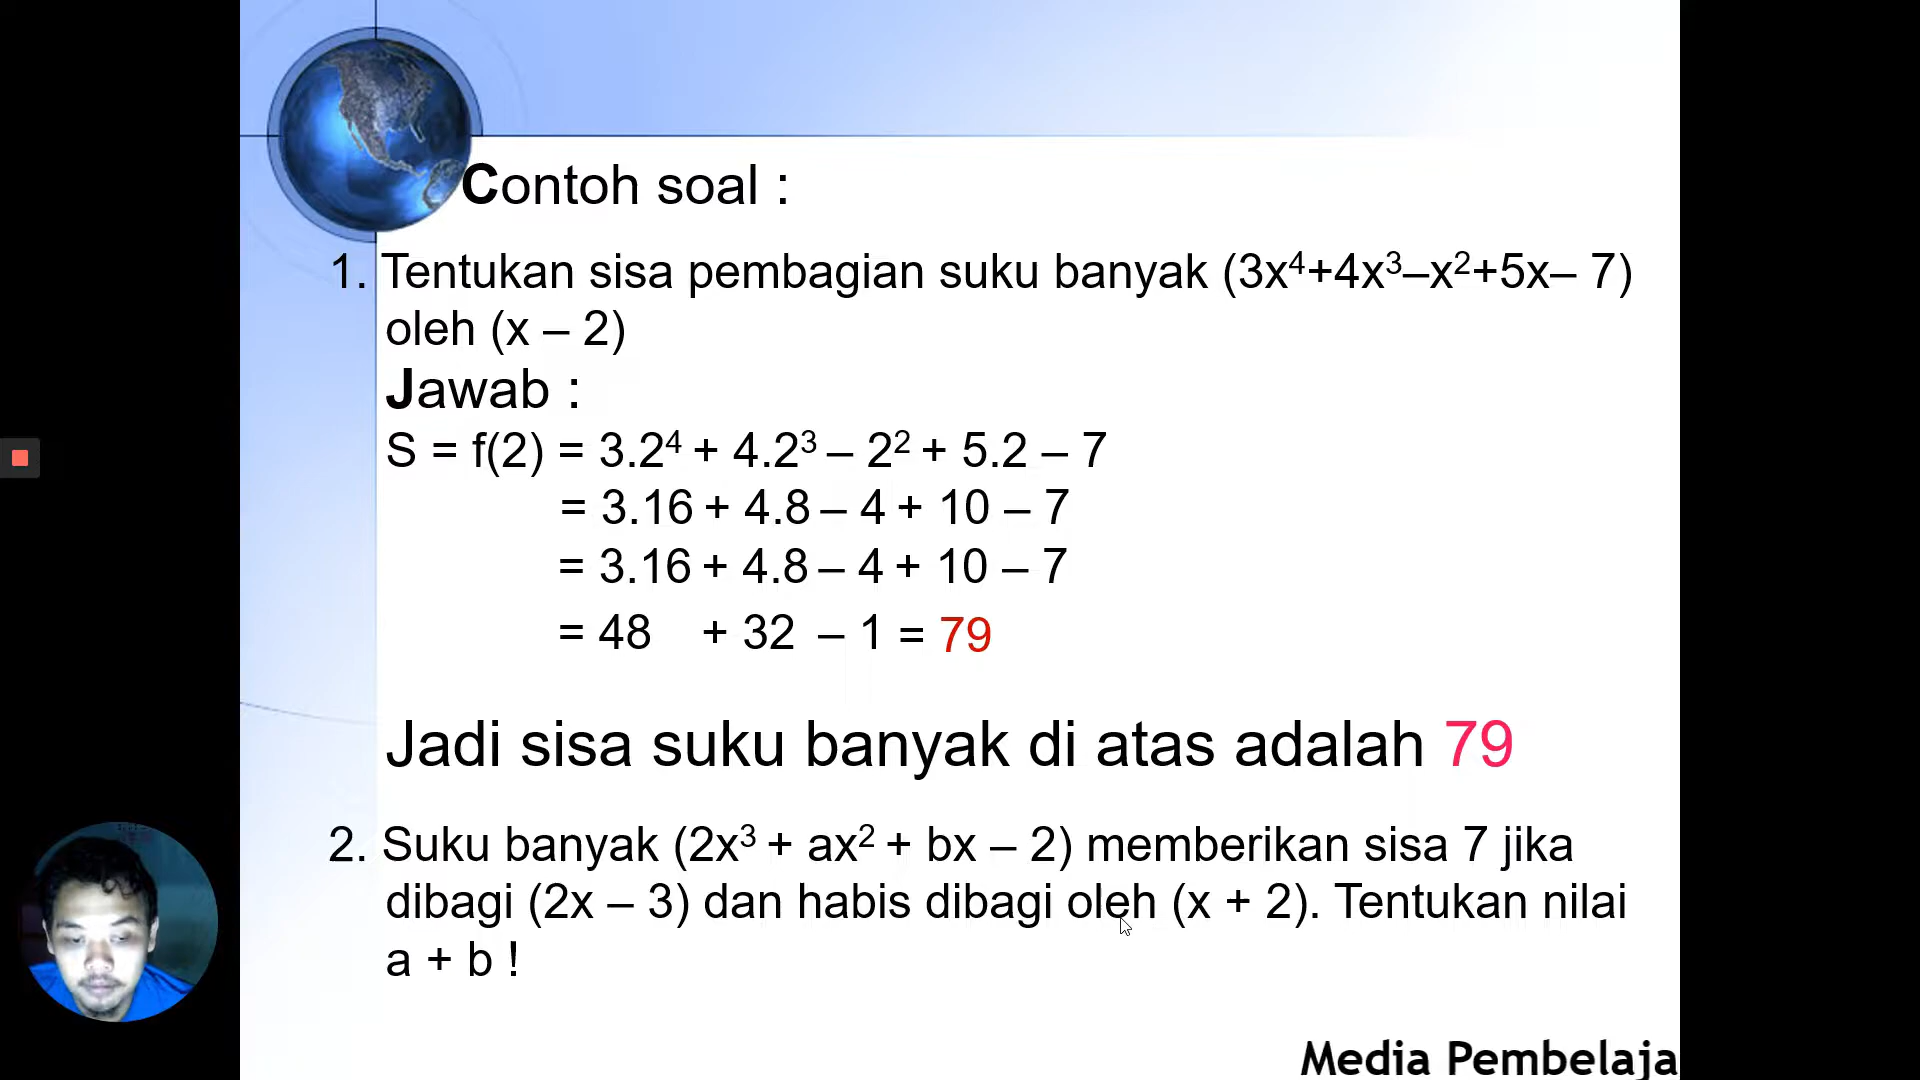 Contoh soal :
1. Tentukan sisa pembagian suku banyak (3x⁴+4x³–x²+5x– 7)
oleh (x – 2)
Jawab :
S = f(2) = 3.2⁴ + 4.2³ – 2² + 5.2 – 7
= 3.16 + 4.8 – 4 + 10 – 7
= 3.16 + 4.8 – 4 + 10 – 7
= 48 + 32 – 1 = 79
Jadi sisa suku banyak di atas adalah 79
2. Suku banyak (2x³ + ax² + bx – 2) memberikan sisa 7 jika
dibagi (2x – 3) dan habis dibagi oleh (x + 2). Tentukan nilai
a + b !
Media Pembelaja